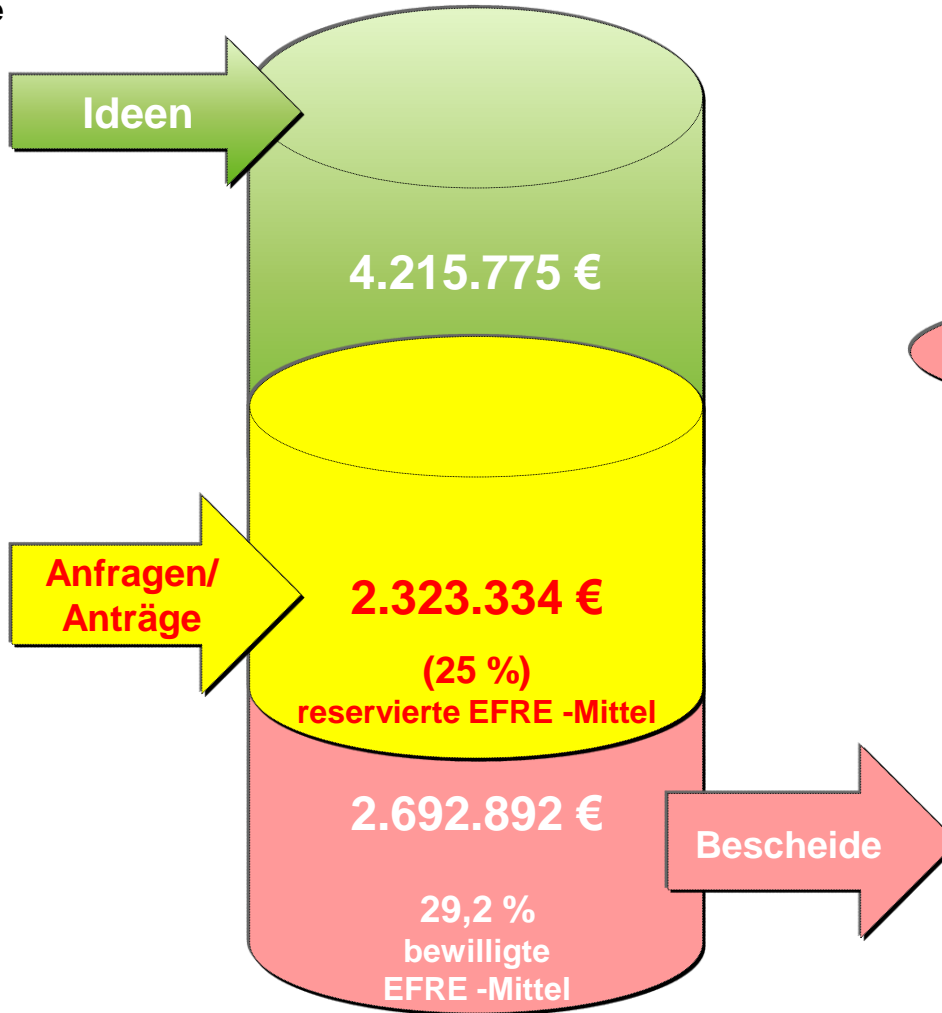 e
Ideen
4.215.775 €
Anfragen/
Anträge
2.323.334 €
(25 %)
reservierte EFRE -Mittel
2.692.892 €
Bescheide
29,2 %
bewilligte
EFRE -Mittel